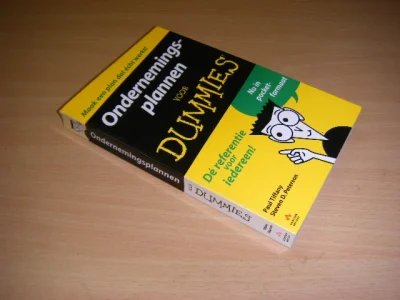 Maak een plan dat écht werkt!
Ondernemings-
plannen
VOOR
DUMMIES
Nu in
pocket-
formaat
De referentie
voor
iedereen!
Paul Tiffany
Steven D. Peterson
Ondernemingsplannen
VOOR
DUMMIES